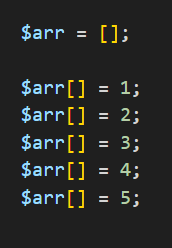 $arr = [];
$arr[] = 1;
$arr[] = 2;
$arr[] = 3;
$arr[] = 4;
$arr[] = 5;